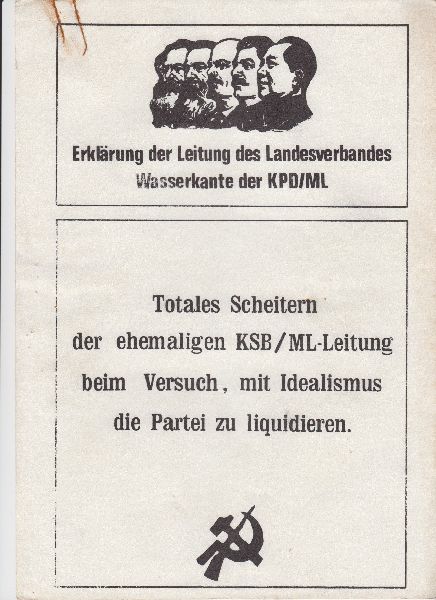 Erklärung der Leitung des Landesverbandes
Wasserkante der KPD/ML
Totales Scheitern
der ehemaligen KSB/ML-Leitung
beim Versuch, mit Idealismus
die Partei zu liquidieren.